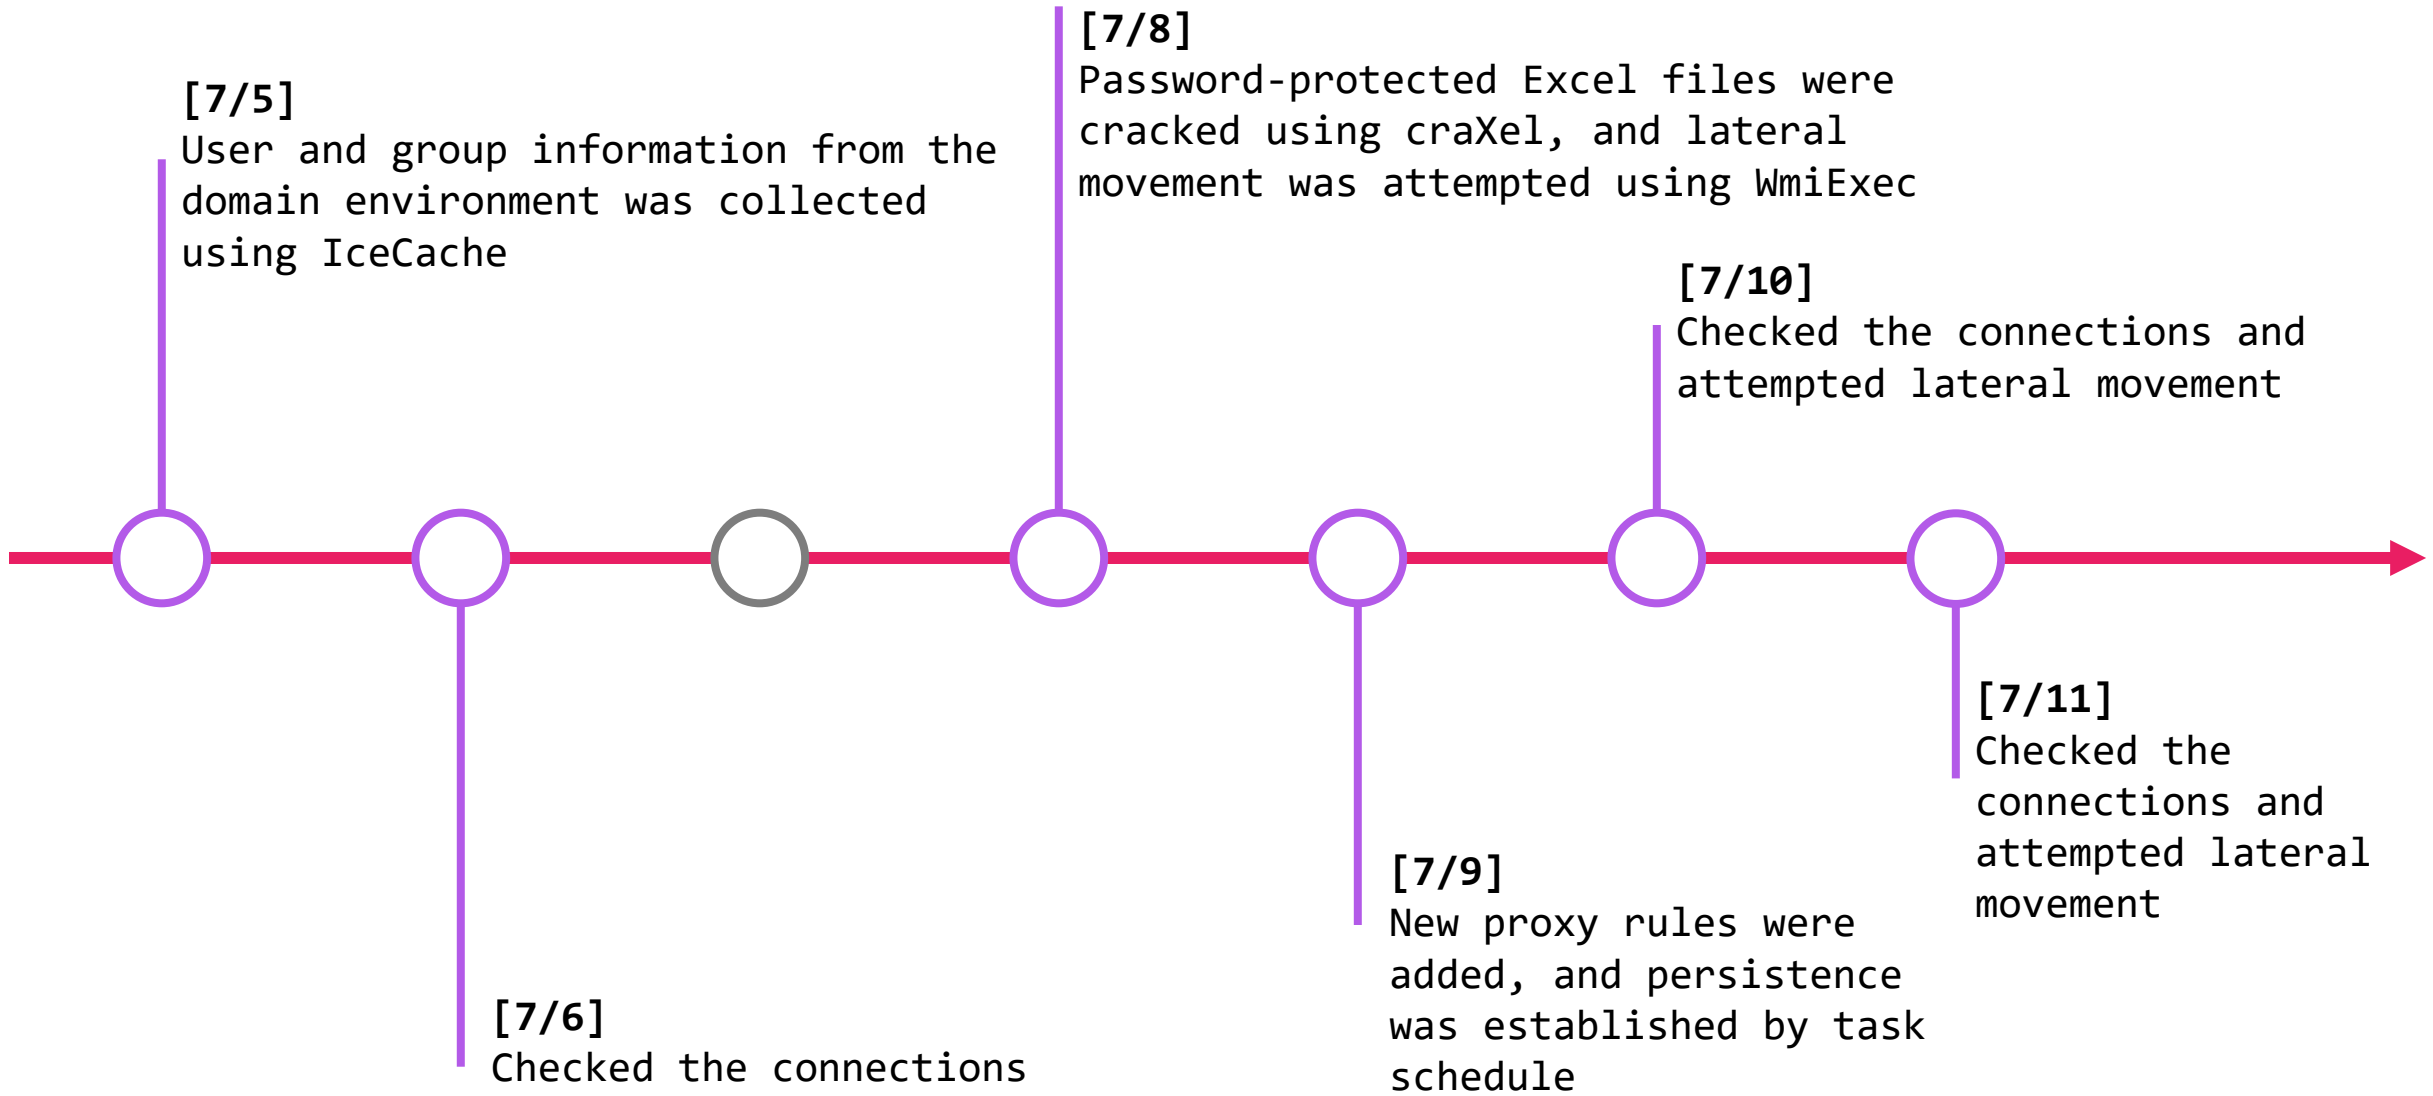 [7/5]
User and group information from the
domain environment was collected
using IceCache
[7/6]
Checked the connections
[7/8]
Password-protected Excel files were
cracked using craXel, and lateral
movement was attempted using WmiExec
[7/9]
New proxy rules were
added, and persistence
was established by task
schedule
[7/10]
Checked the connections and
attempted lateral movement
[7/11]
Checked the
connections and
attempted lateral
movement